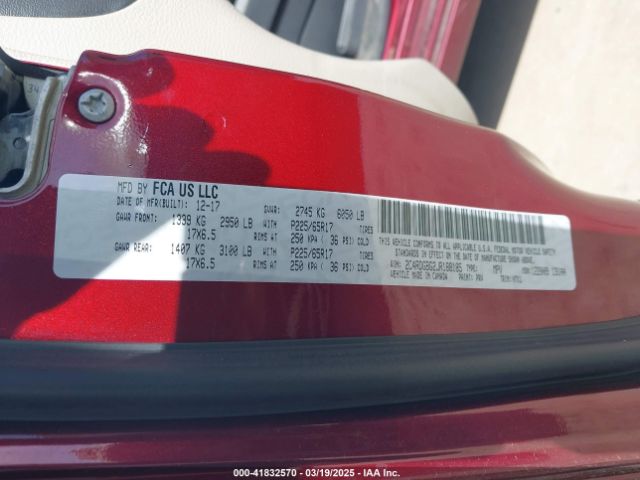 34
MFD BY FCA US LLC
DATE OF MFR(BUILT): 12-17 GVWR: 2745 KG 6050 LB
GAWR FRONT: 1339 KG 2950 LB WITH P225/65R17 TIRES
17X6.5 RIMS AT 250 KPA ( 36 PSI) COLD
GAWR REAR: 1407 KG 3100 LB WITH P225/65R17 TIRES
17X6.5 RIMS AT 250 KPA ( 36 PSI) COLD
THIS VEHICLE CONFORMS TO ALL APPLICABLE U.S.A. FEDERAL MOTOR VEHICLE SAFETY
STANDARDS IN EFFECT ON THE DATE OF MANUFACTURE SHOWN ABOVE.
TYPE: MPV
VEHICLE MADE IN CANADA PAINT:
000-41832570 - 03/19/2025 - IAA, Inc.